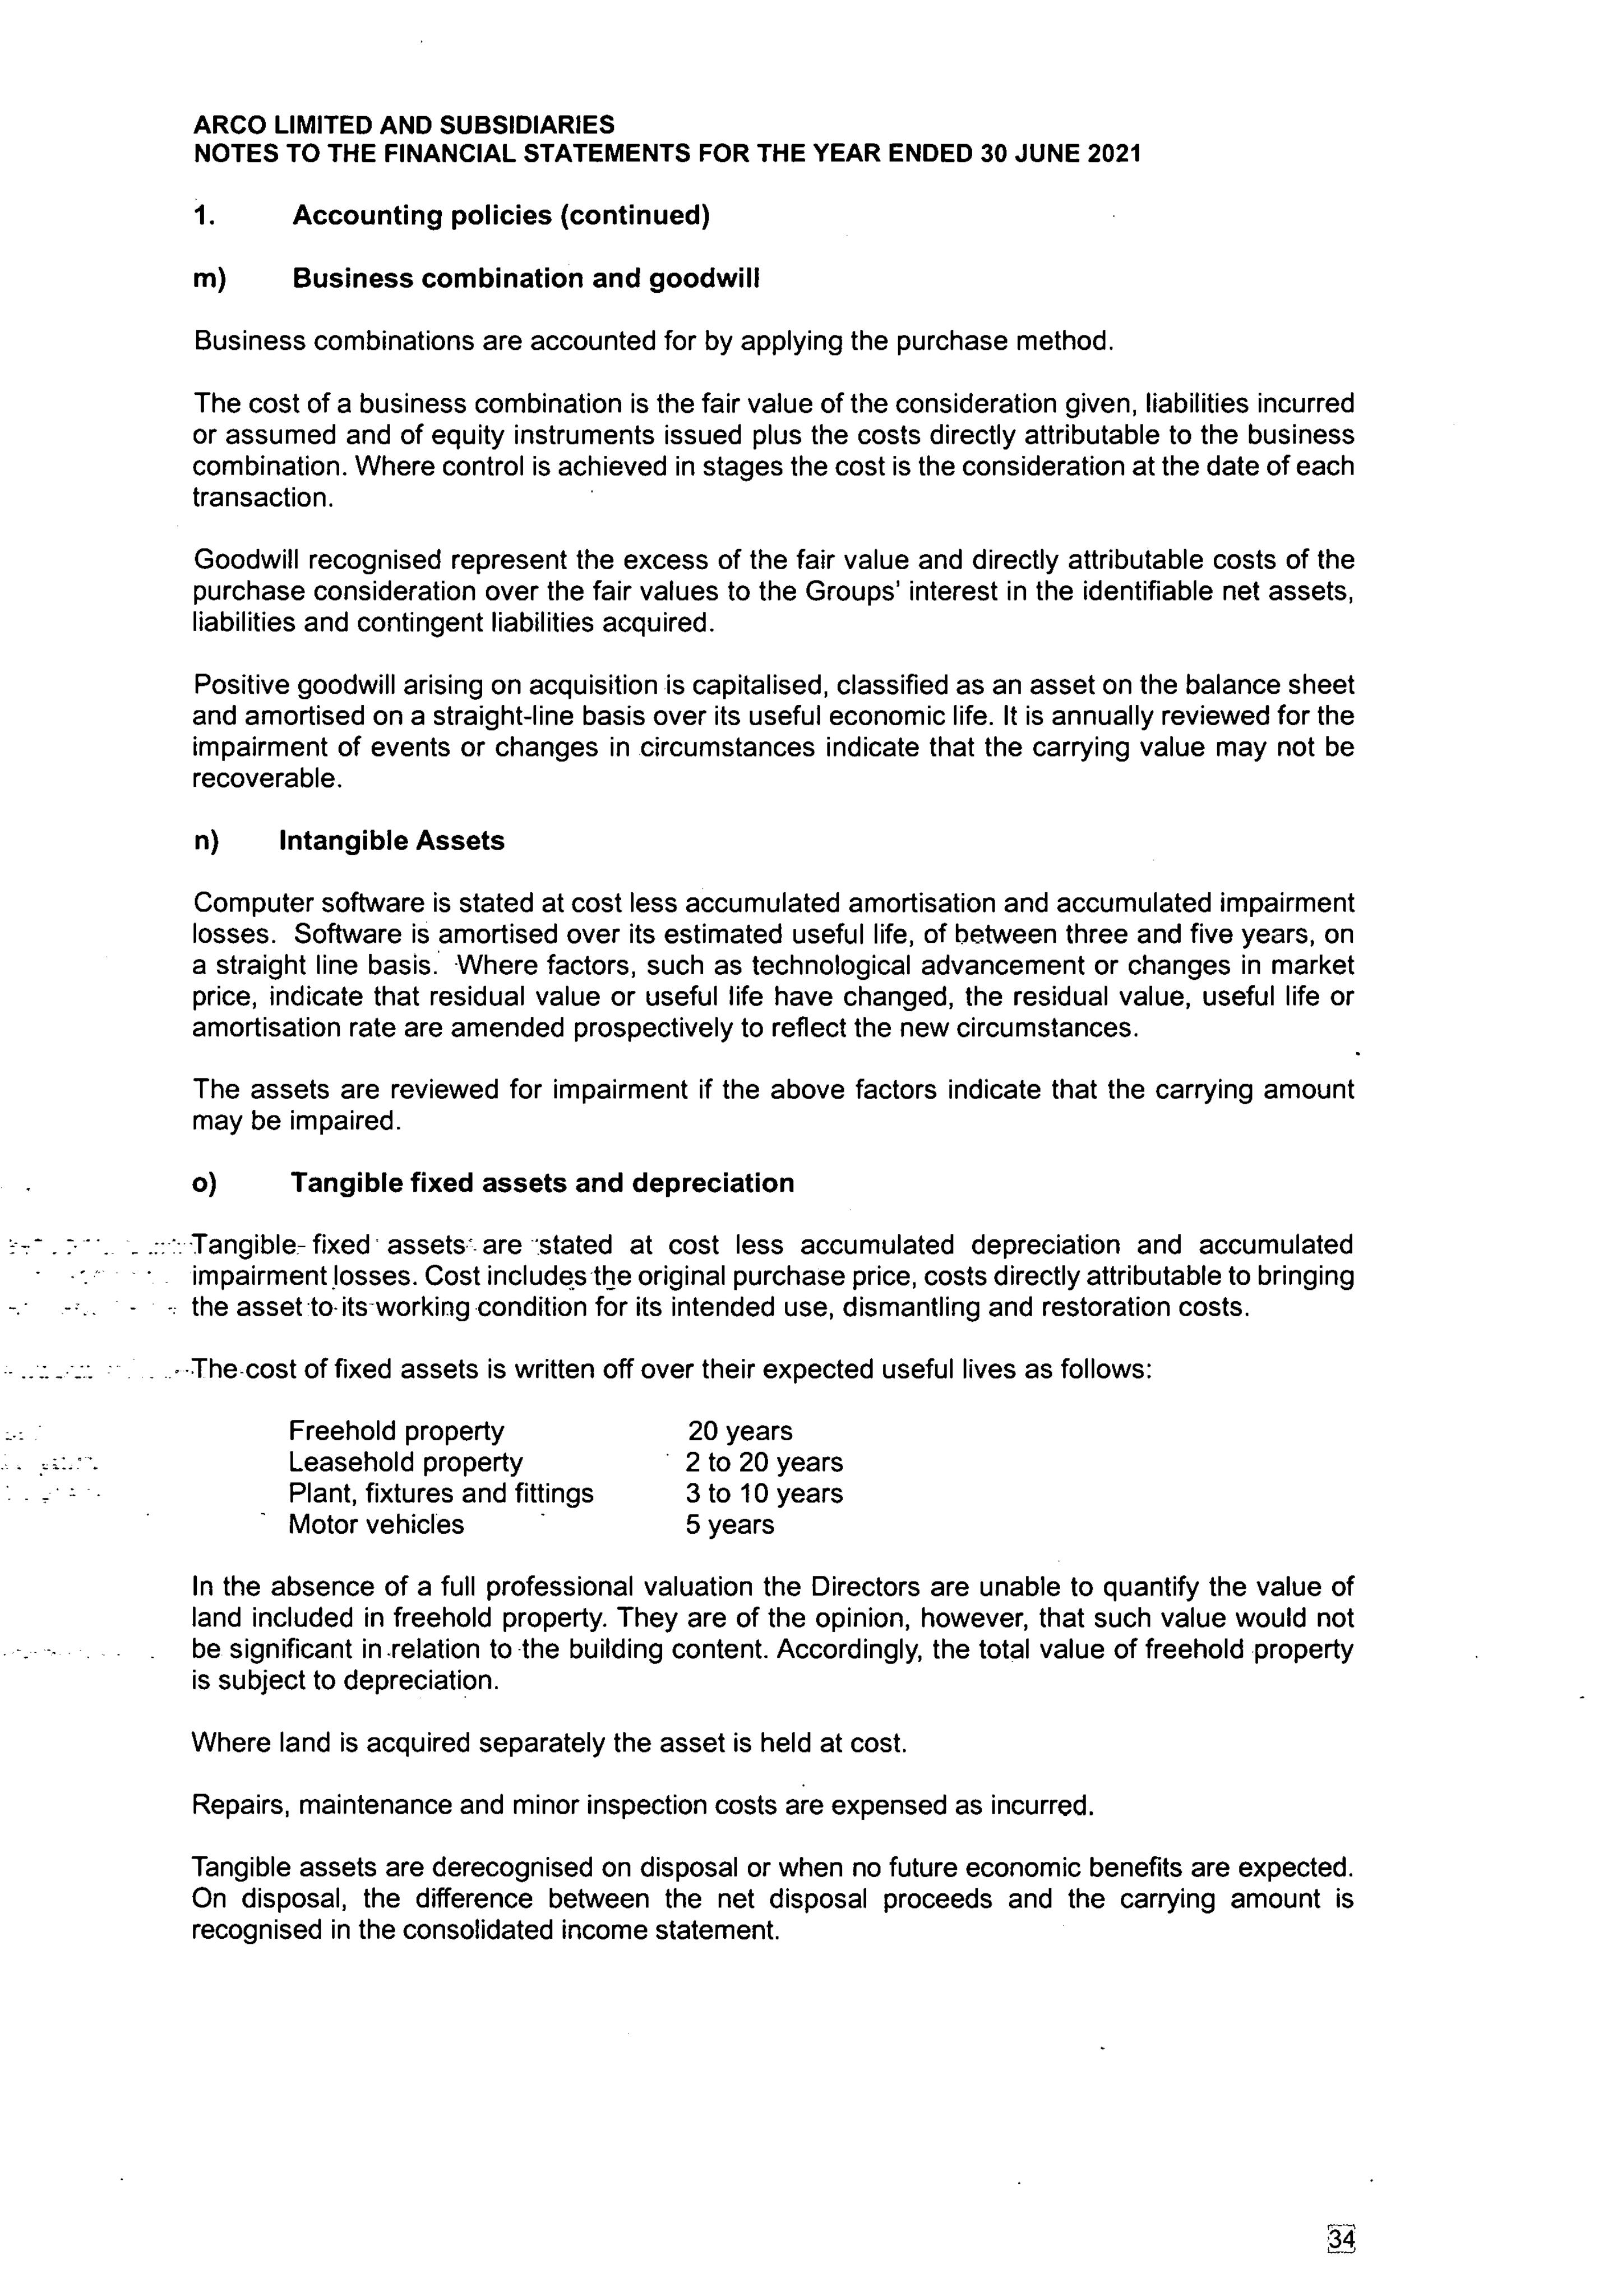 ARCO LIMITED AND SUBSIDIARIES
NOTES TO THE FINANCIAL STATEMENTS FOR THE YEAR ENDED 30 JUNE 2021
1. Accounting policies (continued)
m) Business combination and goodwill
Business combinations are accounted for by applying the purchase method.
The cost of a business combination is the fair value of the consideration given, liabilities incurred
or assumed and of equity instruments issued plus the costs directly attributable to the business
combination. Where control is achieved in stages the cost is the consideration at the date of each
transaction.
Goodwill recognised represent the excess of the fair value and directly attributable costs of the
purchase consideration over the fair values to the Groups' interest in the identifiable net assets,
liabilities and contingent liabilities acquired.
Positive goodwill arising on acquisition is capitalised, classified as an asset on the balance sheet
and amortised on a straight-line basis over its useful economic life. It is annually reviewed for the
impairment of events or changes in circumstances indicate that the carrying value may not be
recoverable.
n) Intangible Assets
Computer software is stated at cost less accumulated amortisation and accumulated impairment
losses. Software is amortised over its estimated useful life, of between three and five years, on
a straight line basis. Where factors, such as technological advancement or changes in market
price, indicate that residual value or useful life have changed, the residual value, useful life or
amortisation rate are amended prospectively to reflect the new circumstances.
The assets are reviewed for impairment if the above factors indicate that the carrying amount
may be impaired.
o) Tangible fixed assets and depreciation
Tangible fixed assets are stated at cost less accumulated depreciation and accumulated
impairment losses. Cost includes the original purchase price, costs directly attributable to bringing
the asset to its working condition for its intended use, dismantling and restoration costs.
The cost of fixed assets is written off over their expected useful lives as follows:
Freehold property 20 years
Leasehold property 2 to 20 years
Plant, fixtures and fittings 3 to 10 years
Motor vehicles 5 years
In the absence of a full professional valuation the Directors are unable to quantify the value of
land included in freehold property. They are of the opinion, however, that such value would not
be significant in relation to the building content. Accordingly, the total value of freehold property
is subject to depreciation.
Where land is acquired separately the asset is held at cost.
Repairs, maintenance and minor inspection costs are expensed as incurred.
Tangible assets are derecognised on disposal or when no future economic benefits are expected.
On disposal, the difference between the net disposal proceeds and the carrying amount is
recognised in the consolidated income statement.
34